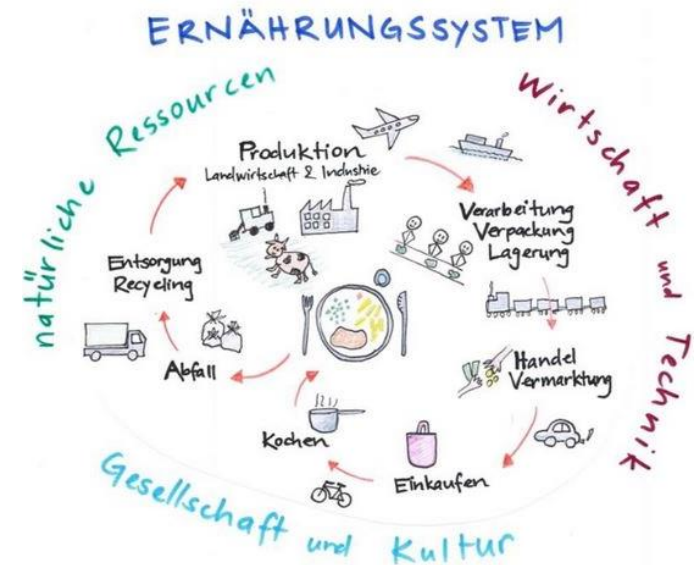 ERNÄHRUNGSSYSTEM
natürliche Ressourcen
Wirtschaft und Technik
Produktion
Landwirtschaft & Industrie
Verarbeitung
Verpackung
Lagerung
Handel
Vermarktung
Einkaufen
Kochen
Abfall
Entsorgung
Recycling
Gesellschaft und Kultur